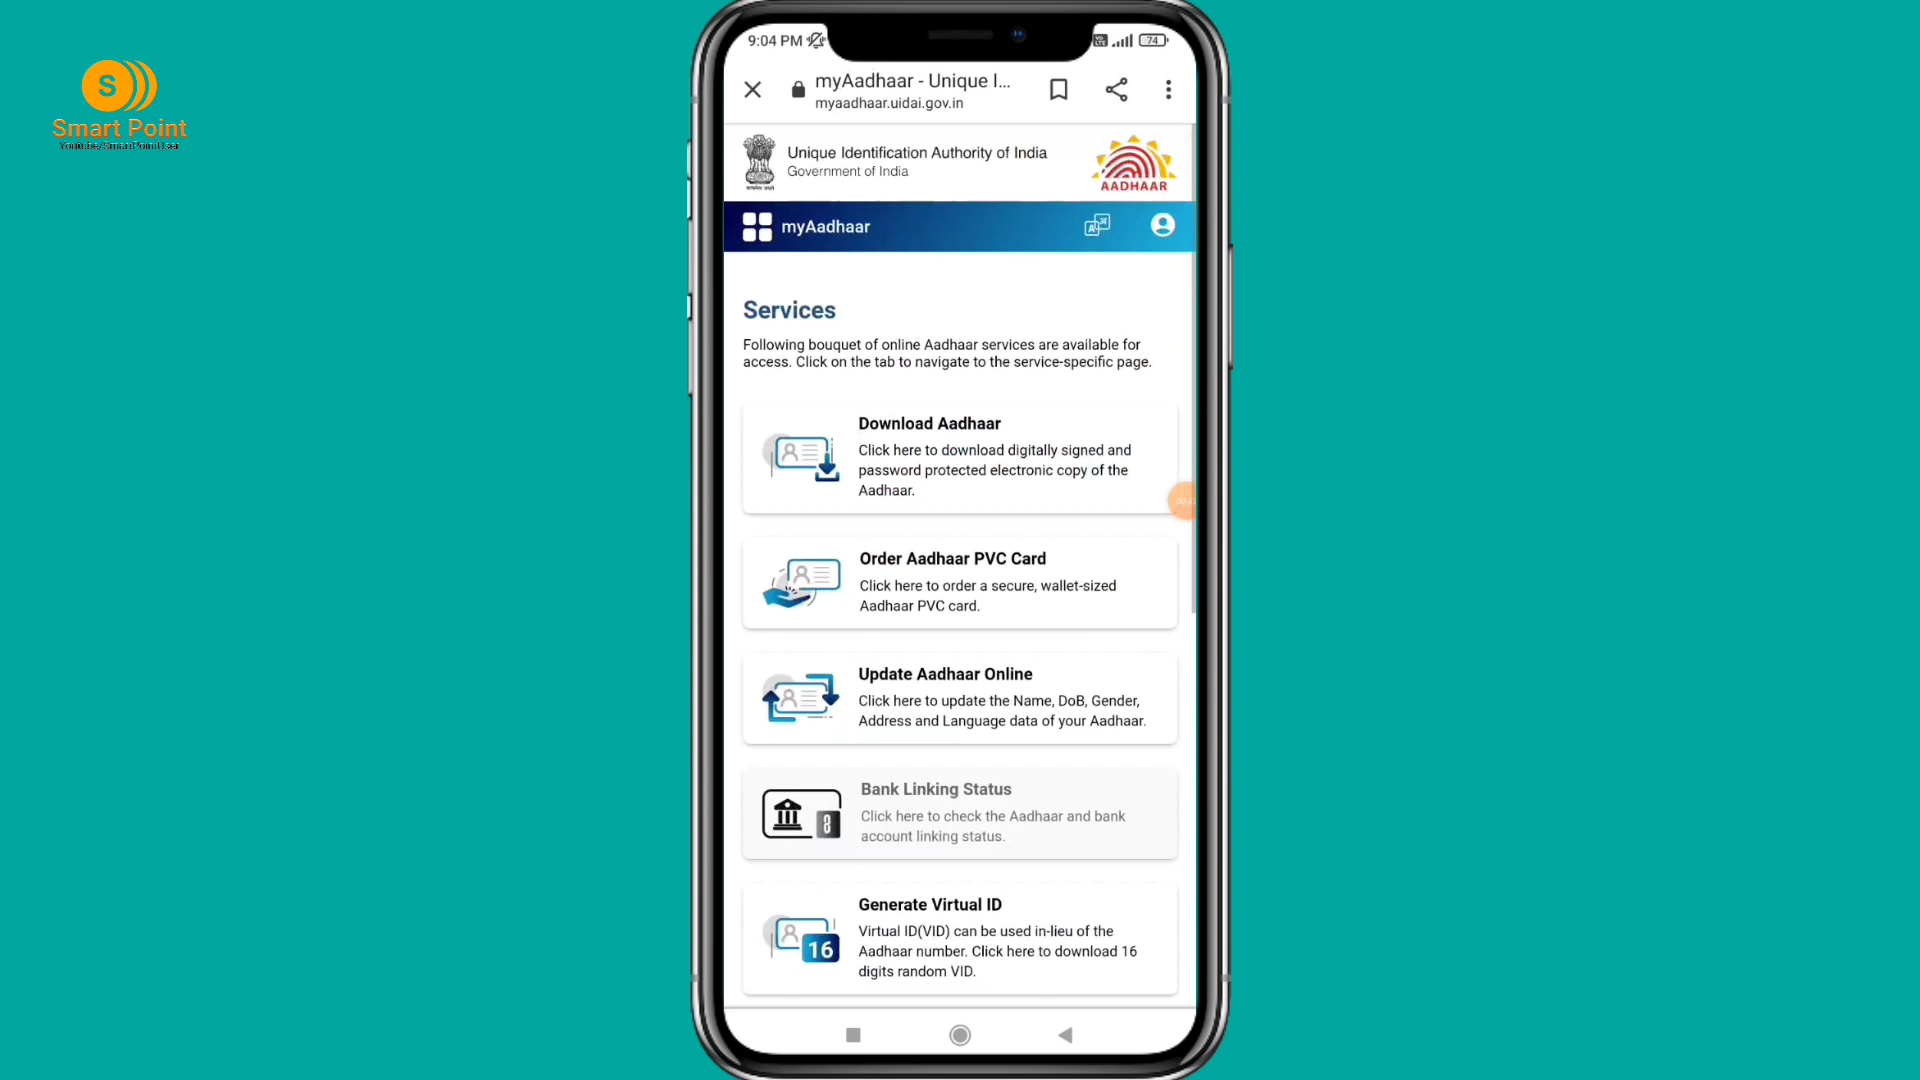 9:04 PM
VO LTE
74
S
Smart Point
Youtube/SmartPointUser
myAadhaar - Unique I...
myaadhaar.uidai.gov.in
Unique Identification Authority of India
Government of India
AADHAAR
myAadhaar
Services
Following bouquet of online Aadhaar services are available for
access. Click on the tab to navigate to the service-specific page.
Download Aadhaar
Click here to download digitally signed and
password protected electronic copy of the
Aadhaar.
Order Aadhaar PVC Card
Click here to order a secure, wallet-sized
Aadhaar PVC card.
Update Aadhaar Online
Click here to update the Name, DoB, Gender,
Address and Language data of your Aadhaar.
Bank Linking Status
Click here to check the Aadhaar and bank
account linking status.
Generate Virtual ID
Virtual ID(VID) can be used in-lieu of the
Aadhaar number. Click here to download 16
digits random VID.
16